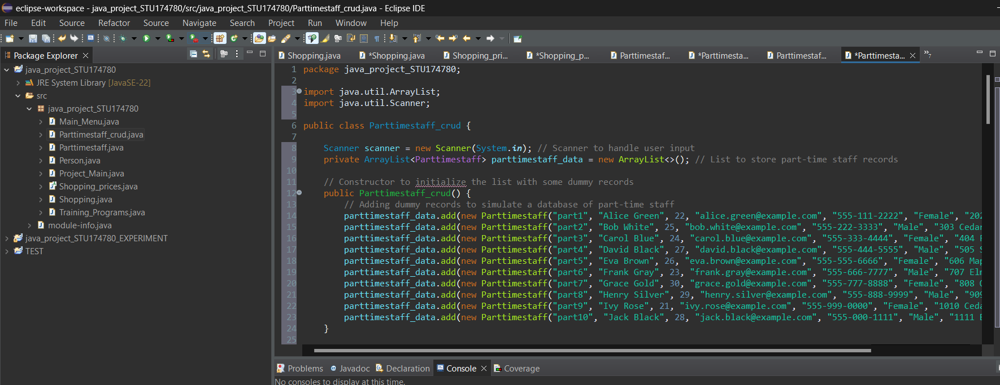 eclipse-workspace - java_project_STU174780/src/java_project_STU174780/Parttimestaff_crud.java - Eclipse IDE
File Edit Source Refactor Source Navigate Search Project Run Window Help
Package Explorer
java_project_STU174780
JRE System Library [JavaSE-22]
src
java_project_STU174780
Main_Menu.java
Parttimestaff_crud.java
Parttimestaff.java
Person.java
Project_Main.java
Shopping_prices.java
Shopping.java
Training_Programs.java
module-info.java
java_project_STU174780_EXPERIMENT
TEST
Shopping.java *Shopping.java Shopping_pri... *Shopping_p... Parttimestaf... *Parttimesta... Parttimestaf... *Parttimesta... »7
1 package java_project_STU174780;
2
3 import java.util.ArrayList;
4 import java.util.Scanner;
5
6 public class Parttimestaff_crud {
7
8 Scanner scanner = new Scanner(System.in); // Scanner to handle user input
9 private ArrayList<Parttimestaff> parttimestaff_data = new ArrayList<>(); // List to store part-time staff records
10
11 // Constructor to initialize the list with some dummy records
12 public Parttimestaff_crud() {
13 // Adding dummy records to simulate a database of part-time staff
14 parttimestaff_data.add(new Parttimestaff("part1", "Alice Green", 22, "alice.green@example.com", "555-111-2222", "Female", "202
15 parttimestaff_data.add(new Parttimestaff("part2", "Bob White", 25, "bob.white@example.com", "555-222-3333", "Male", "303 Cedar
16 parttimestaff_data.add(new Parttimestaff("part3", "Carol Blue", 24, "carol.blue@example.com", "555-333-4444", "Female", "404
17 parttimestaff_data.add(new Parttimestaff("part4", "David Black", 27, "david.black@example.com", "555-444-5555", "Male", "505
18 parttimestaff_data.add(new Parttimestaff("part5", "Eva Brown", 26, "eva.brown@example.com", "555-555-6666", "Female", "606 Map
19 parttimestaff_data.add(new Parttimestaff("part6", "Frank Gray", 23, "frank.gray@example.com", "555-666-7777", "Male", "707 Elm
20 parttimestaff_data.add(new Parttimestaff("part7", "Grace Gold", 30, "grace.gold@example.com", "555-777-8888", "Female", "808
21 parttimestaff_data.add(new Parttimestaff("part8", "Henry Silver", 29, "henry.silver@example.com", "555-888-9999", "Male", "909
22 parttimestaff_data.add(new Parttimestaff("part9", "Ivy Rose", 21, "ivy.rose@example.com", "555-999-0000", "Female", "1010 Ceda
23 parttimestaff_data.add(new Parttimestaff("part10", "Jack Black", 28, "jack.black@example.com", "555-000-1111", "Male", "1111
24 }
25
Problems Javadoc Declaration Console Coverage
No consoles to display at this time.